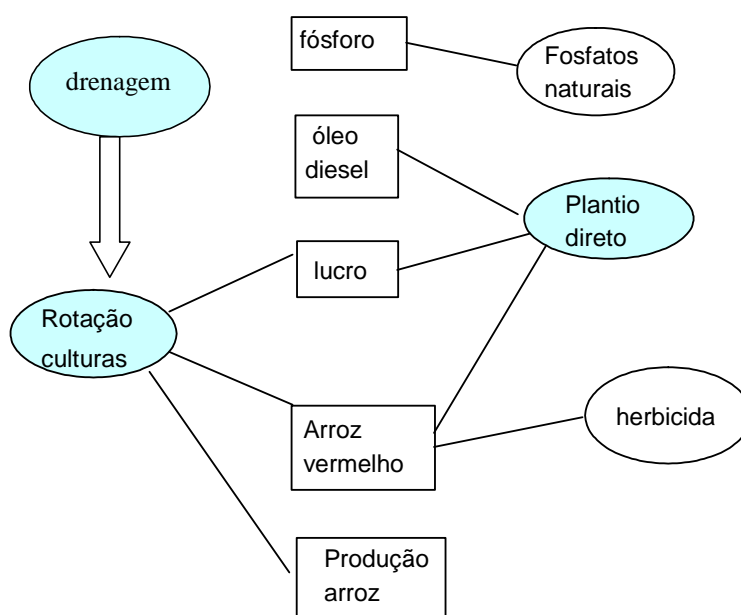 fósforo
Fosfatos
naturais
drenagem
óleo
diesel
Plantio
direto
lucro
Rotação
culturas
Arroz
vermelho
herbicida
Produção
arroz